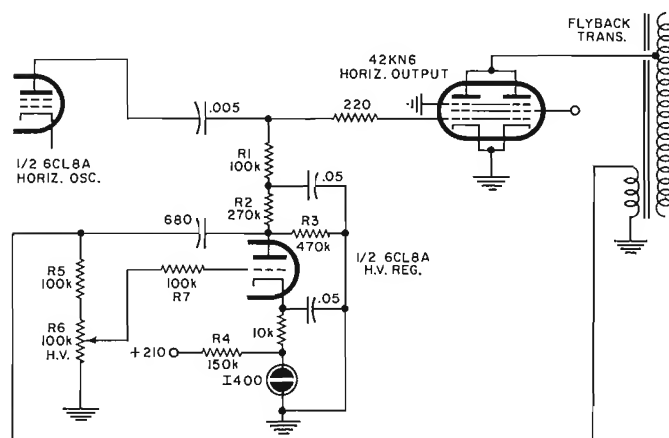 FLYBACK
TRANS.
42KN6
HORIZ. OUTPUT
.005
220
1/2 6CL8A
HORIZ. OSC.
R1
100k
.05
R2
270k
680
R3
470k
1/2 6CL8A
H.V. REG.
R5
100k
100k
R7
.05
R6
100k
H.V.
10k
R4
+210
150k
I400